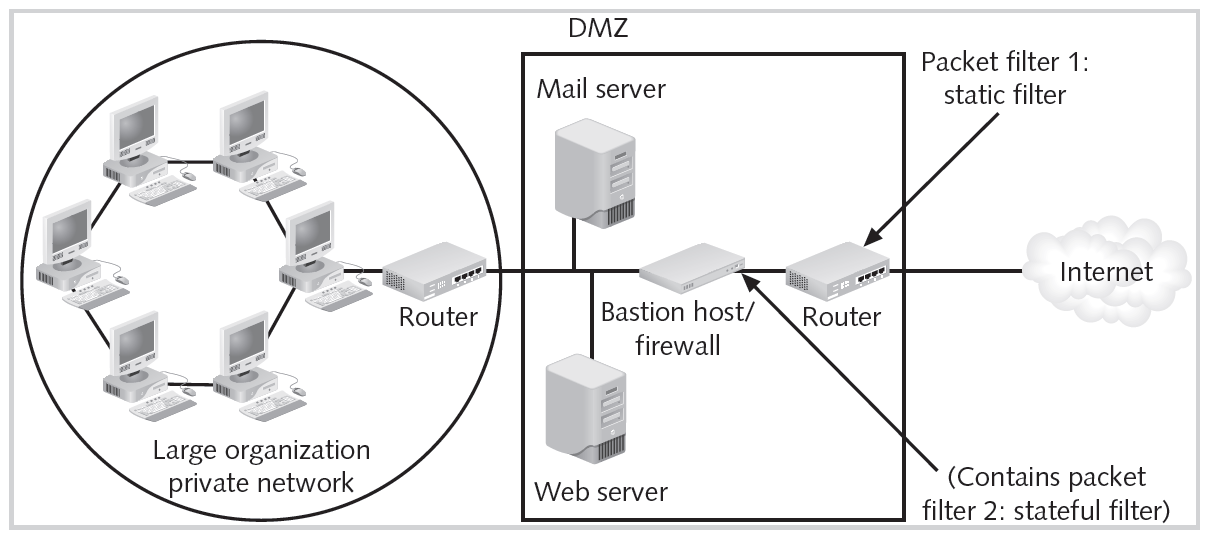 DMZ
Packet filter 1:
static filter
Mail server
Internet
Router
Bastion host/
firewall
Router
Large organization
private network
Web server
(Contains packet
filter 2: stateful filter)